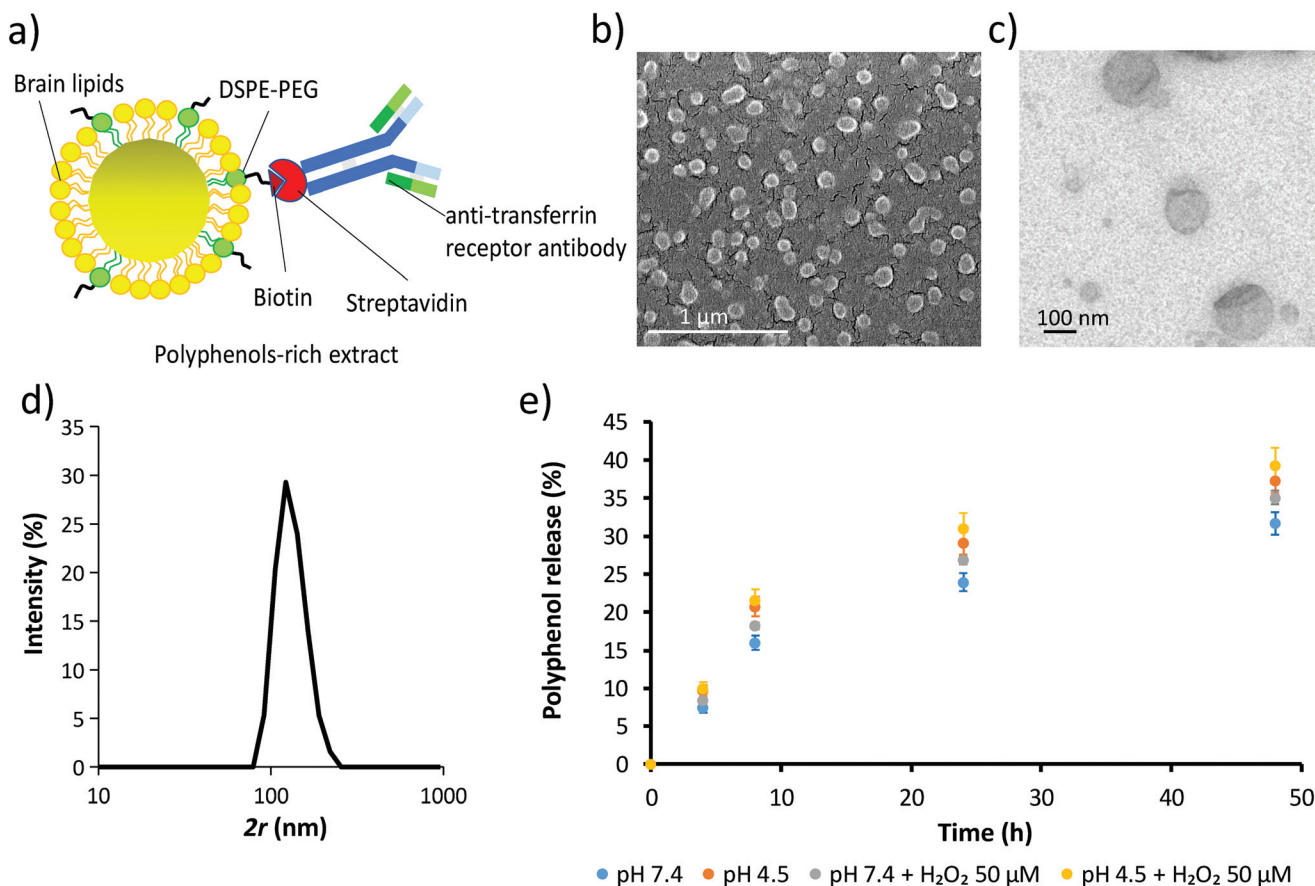 a)
Brain lipids
DSPE-PEG
anti-transferrin
receptor antibody
Biotin
Streptavidin
Polyphenols-rich extract
b)
1 µm
c)
100 nm
d)
35
30
25
20
15
10
5
0
Intensity (%)
10
100
1000
2r (nm)
e)
45
40
35
30
25
20
15
10
5
0
Polyphenol release (%)
0
10
20
30
40
50
Time (h)
pH 7.4
pH 4.5
pH 7.4 + H₂O₂ 50 µM
pH 4.5 + H₂O₂ 50 µM